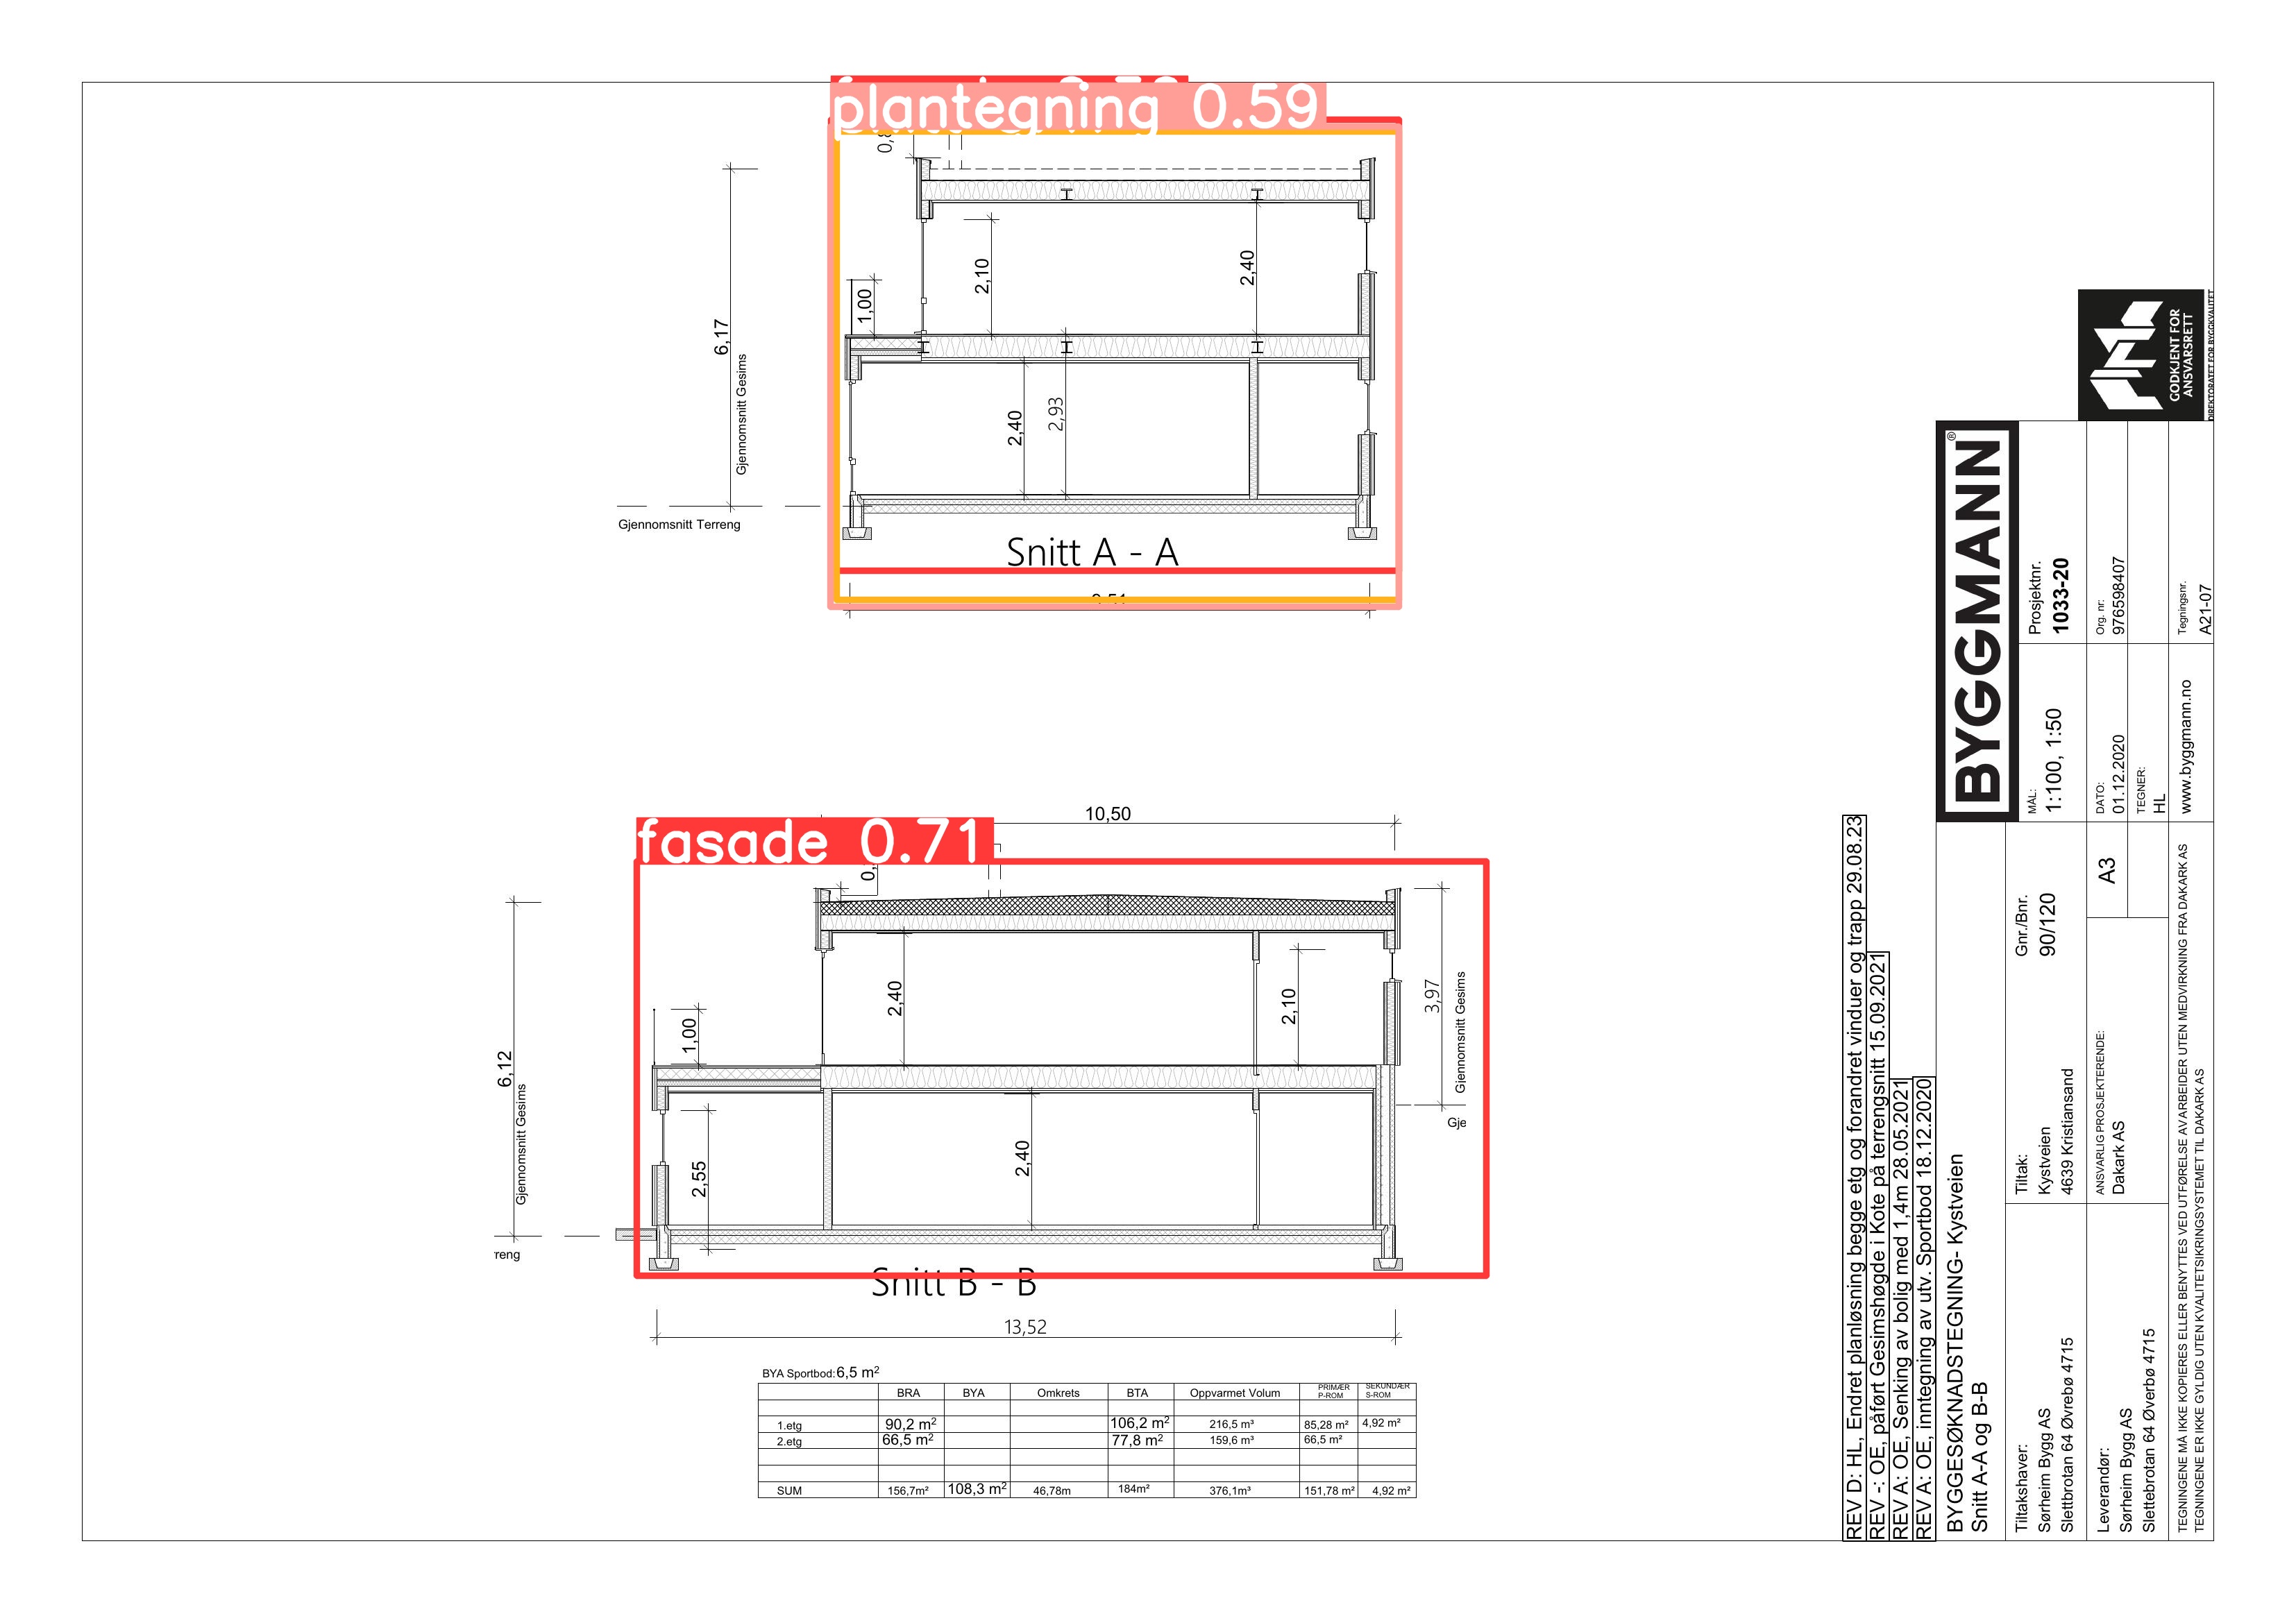 plantegning 0.59
0,
6,17
Gjennomsnitt Gesims
Gjennomsnitt Terreng
1,00
2,10
2,40
2,40
2,93
Snitt A - A
10,50
fasade 0.71
0,
6,12
Gjennomsnitt Gesims
reng
1,00
2,40
2,10
3,97
Gjennomsnitt Gesims
Gje
2,55
2,40
Snitt B - B
13,52
BYA Sportbod: 6,5 m²
BRA BYA Omkrets BTA Oppvarmet Volum PRIMÆR P-ROM SEKUNDÆR S-ROM
1.etg 90,2 m² 106,2 m² 216,5 m³ 85,28 m² 4,92 m²
2.etg 66,5 m² 77,8 m² 159,6 m³ 66,5 m²
SUM 156,7m² 108,3 m² 46,78m 184m² 376,1m³ 151,78 m² 4,92 m²
REV D: HL, Endret planløsning begge etg og forandret vinduer og trapp 29.08.23
REV -: OE, påført Gesimshøgde i Kote på terrengsnitt 15.09.2021
REV A: OE, Senking av bolig med 1,4m 28.05.2021
REV A: OE, inntegning av utv. Sportbod 18.12.2020
BYGGESØKNADSTEGNING- Kystveien
Snitt A-A og B-B
BYGGMANN®
GODKJENT FOR
ANSVARSRETT
DIREKTORATET FOR BYGGKVALITET
Tiltakshaver:
Sørheim Bygg AS
Slettbrotan 64 Øvrebø 4715
Tiltak:
Kystveien
4639 Kristiansand
Gnr./Bnr.
90/120
MÅL:
1:100, 1:50
Prosjektnr.
1033-20
Leverandør:
Sørheim Bygg AS
Slettebrotan 64 Øverbø 4715
ANSVARLIG PROSJEKTERENDE:
Dakark AS
A3
DATO:
01.12.2020
TEGNER:
HL
Org. nr:
976598407
TEGNINGENE MÅ IKKE KOPIERES ELLER BENYTTES VED UTFØRELSE AV ARBEIDER UTEN MEDVIRKNING FRA DAKARK AS
TEGNINGENE ER IKKE GYLDIG UTEN KVALITETSIKRINGSYSTEMET TIL DAKARK AS
www.byggmann.no
Tegningsnr.
A21-07